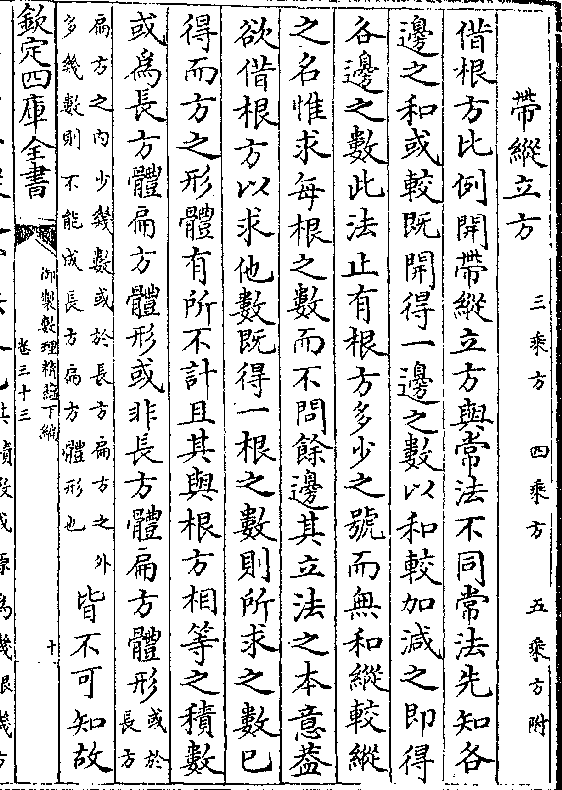 帶縱立方　三乘方　四乘方　五乘方附
借根方比例開帶縱立方與常法不同常法先知各
邊之和或較既開得一邊之數以和較加減之即得
各邊之數此法止有根方多少之號而無和縱較縱
之名惟求每根之數而不問餘邊其立法之本意葢
欲借根方以求他數既得一根之數則所求之數已
得而方之形體有所不計且其與根方相等之積數
或為長方體扁方體形或非長方體扁方體形或於長方
扁方之内少幾數或於長方扁方之外
多幾數則不能成長方扁方體形也
皆不可知故
欽定四庫全書
御製數理精蘊下編
卷三十三
十